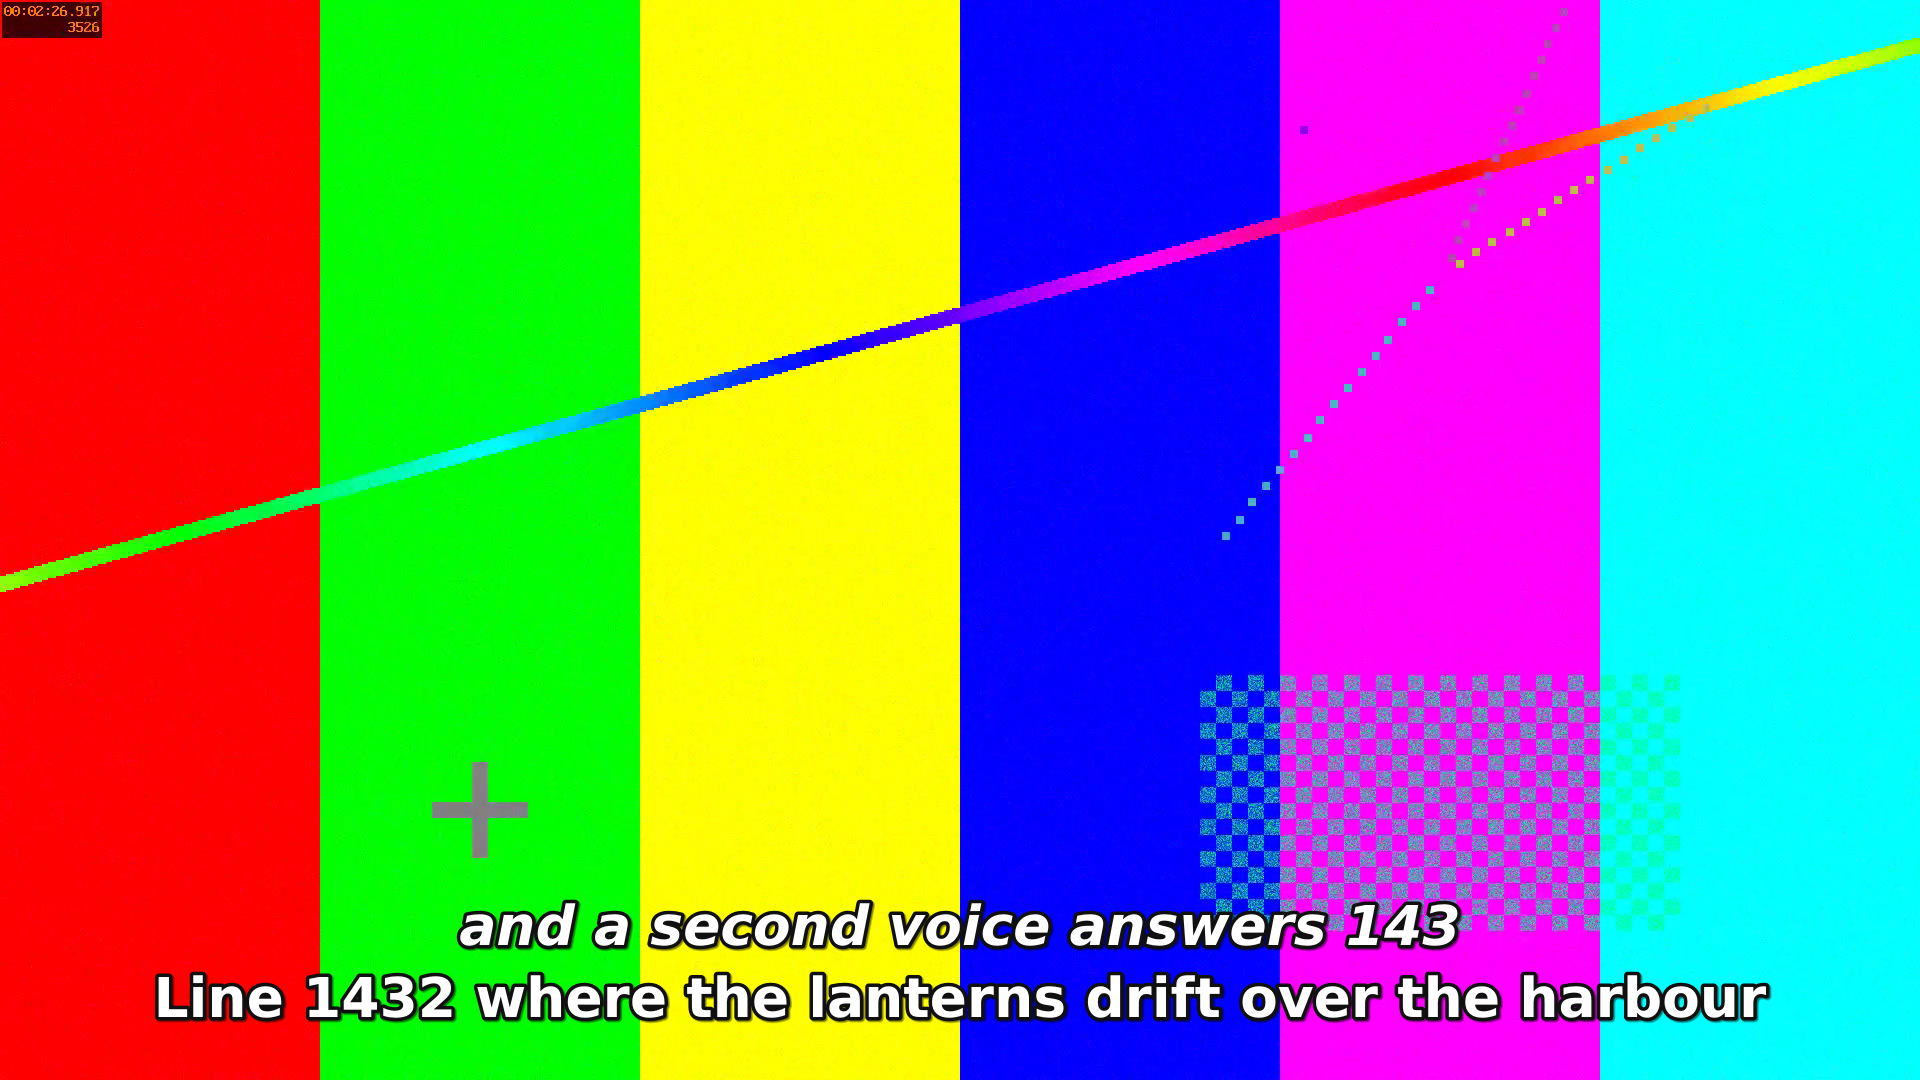 00:02:26.917
3526
and a second voice answers 143
Line 1432 where the lanterns drift over the harbour